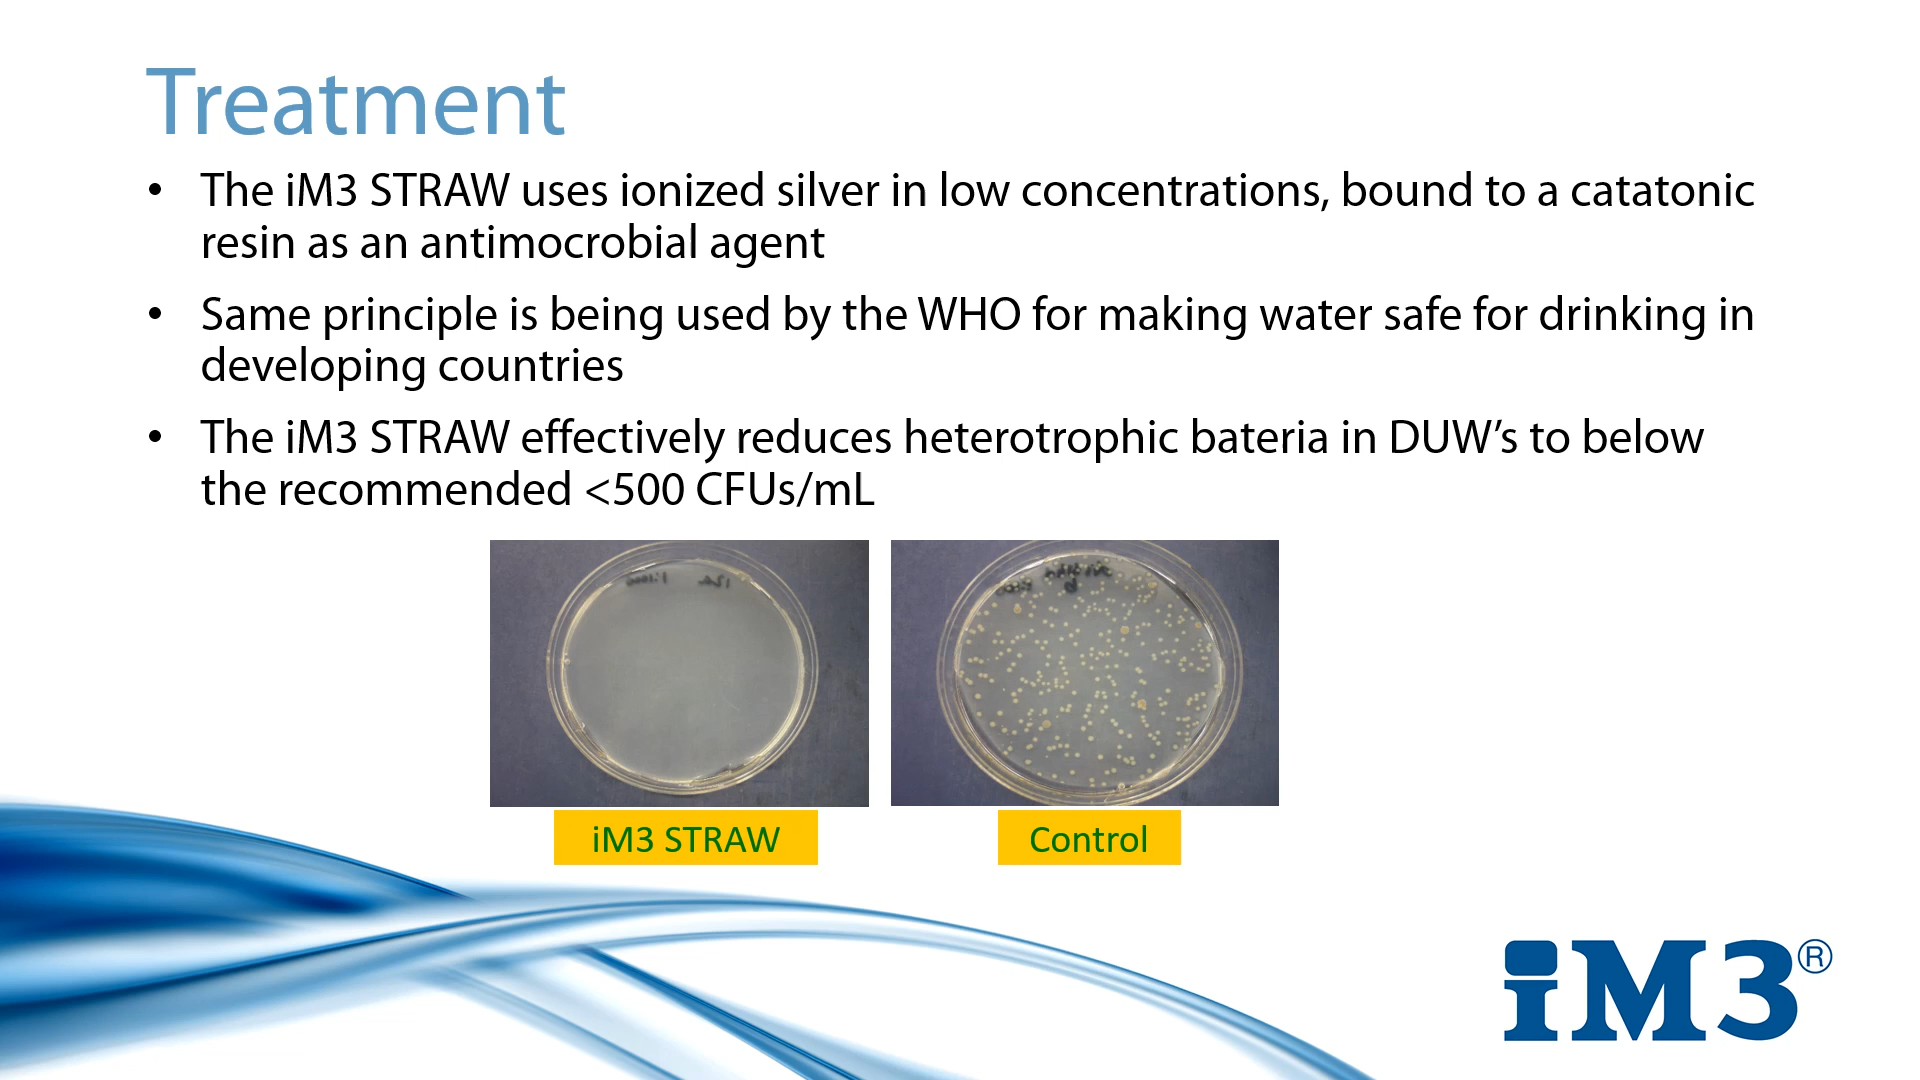 Treatment
• The iM3 STRAW uses ionized silver in low concentrations, bound to a catatonic
resin as an antimocrobial agent
• Same principle is being used by the WHO for making water safe for drinking in
developing countries
• The iM3 STRAW effectively reduces heterotrophic bateria in DUW’s to below
the recommended <500 CFUs/mL
iM3 STRAW
Control
iM3®